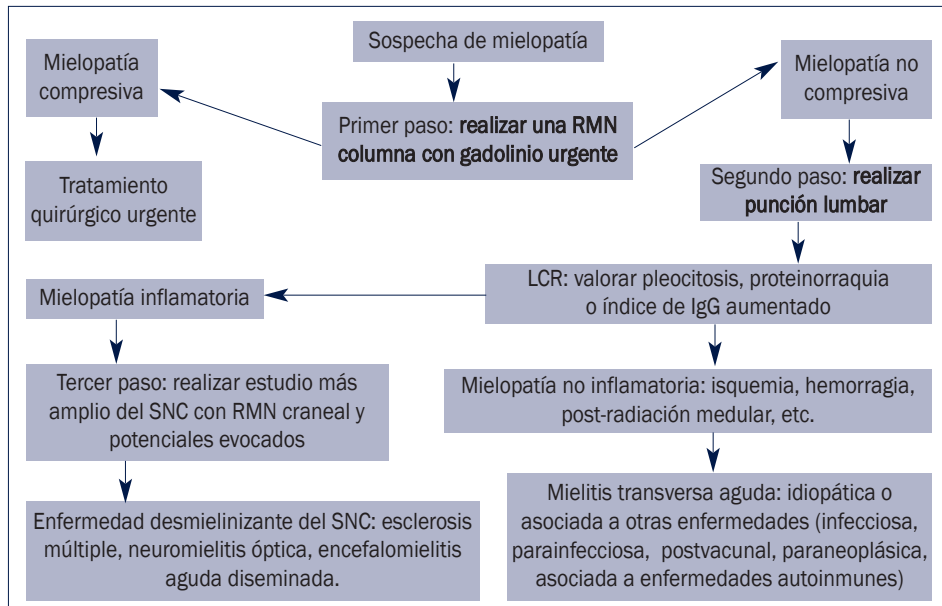 Sospecha de mielopatía
Mielopatía
compresiva
Mielopatía no
compresiva
Primer paso: realizar una RMN
columna con gadolinio urgente
Tratamiento
quirúrgico urgente
Segundo paso: realizar
punción lumbar
LCR: valorar pleocitosis, proteinorraquia
o índice de IgG aumentado
Mielopatía inflamatoria
Tercer paso: realizar estudio más
amplio del SNC con RMN craneal y
potenciales evocados
Mielopatía no inflamatoria: isquemia, hemorragia,
post-radiación medular, etc.
Enfermedad desmielinizante del SNC: esclerosis
múltiple, neuromielitis óptica, encefalomielitis
aguda diseminada.
Mielitis transversa aguda: idiopática o
asociada a otras enfermedades (infecciosa,
parainfecciosa, postvacunal, paraneoplásica,
asociada a enfermedades autoinmunes)